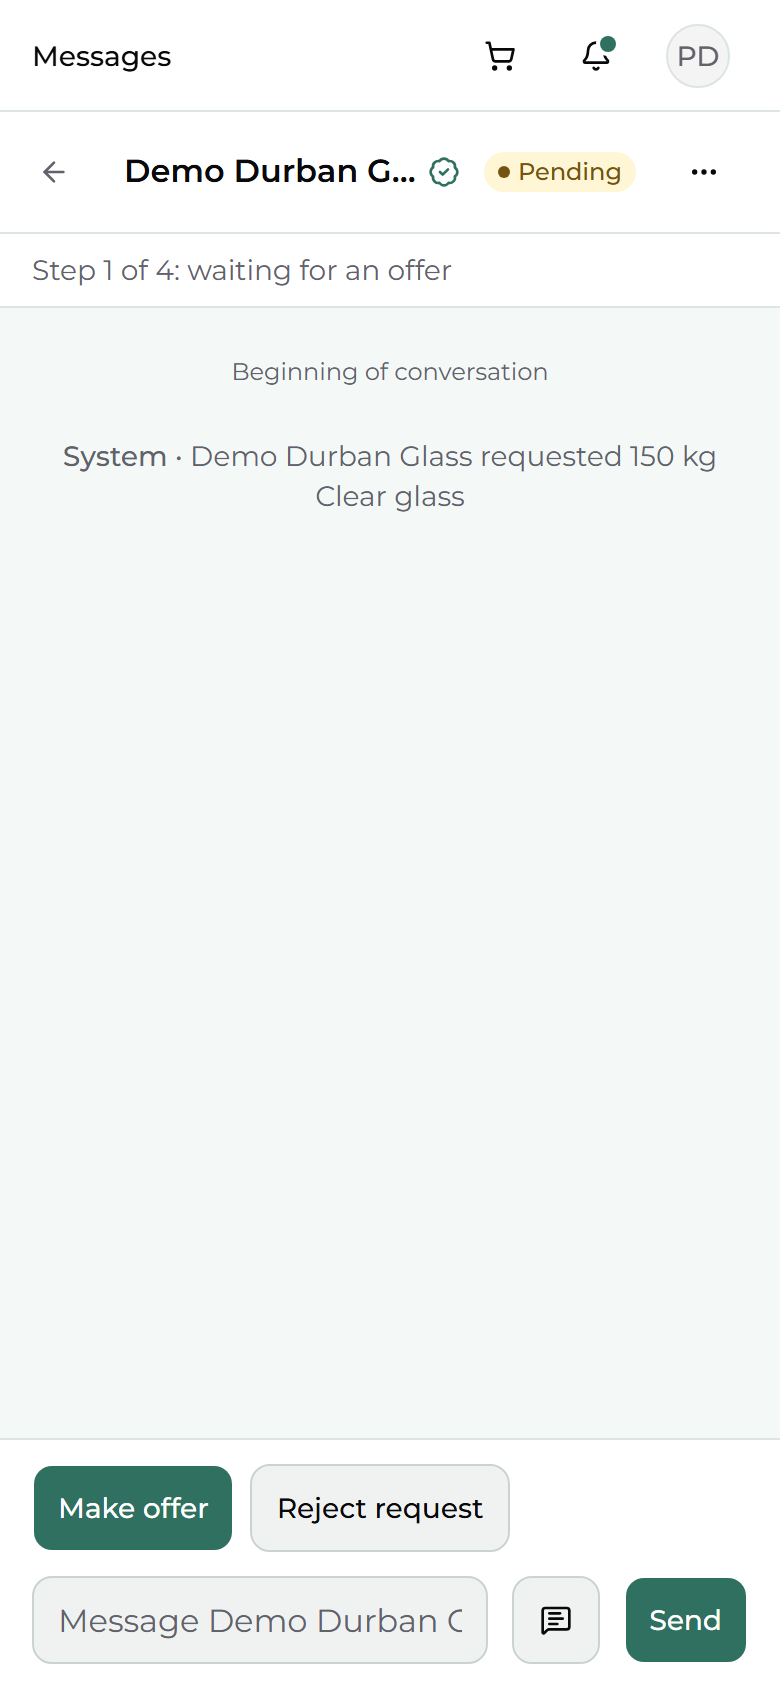 Messages
PD
Demo Durban G...
Pending
Step 1 of 4: waiting for an offer
Beginning of conversation
System · Demo Durban Glass requested 150 kg
Clear glass
Make offer
Reject request
Message Demo Durban
Send